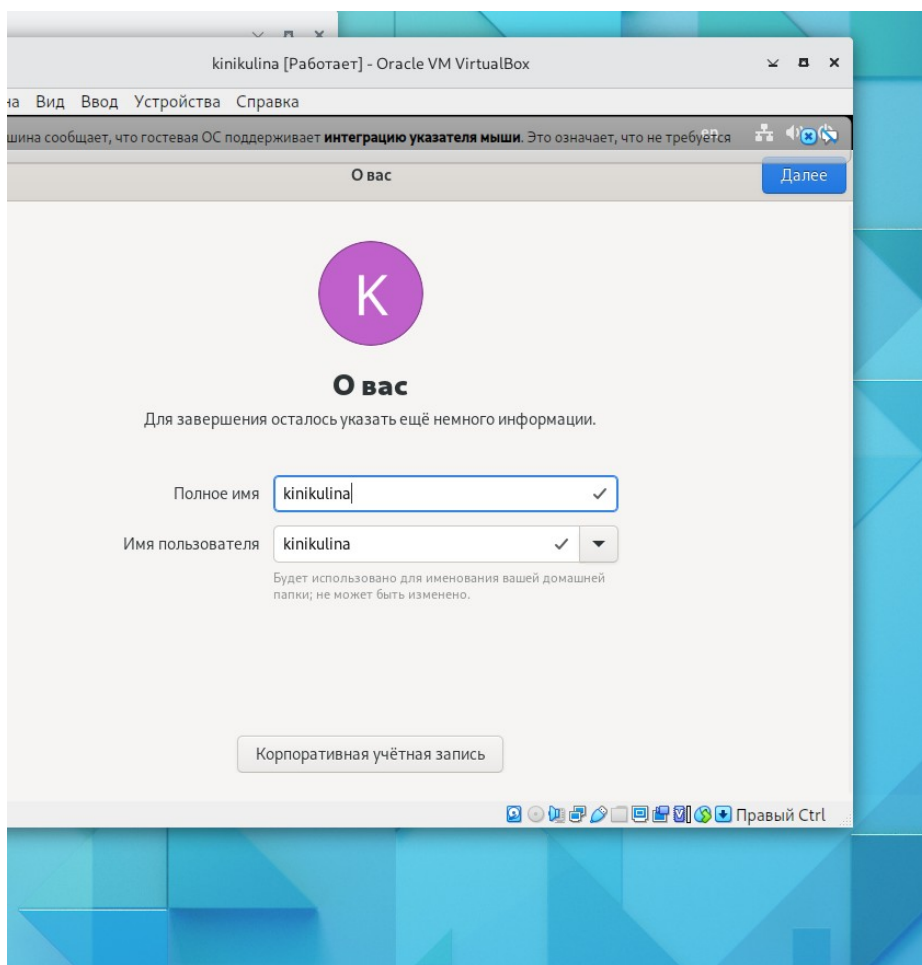 kinikulina [Работает] - Oracle VM VirtualBox
на Вид Ввод Устройства Справка
шина сообщает, что гостевая ОС поддерживает интеграцию указателя мыши. Это означает, что не требуется
en
О вас
Далее
K
О вас
Для завершения осталось указать ещё немного информации.
Полное имя kinikulina
Имя пользователя kinikulina
Будет использовано для именования вашей домашней
папки; не может быть изменено.
Корпоративная учётная запись
Правый Ctrl